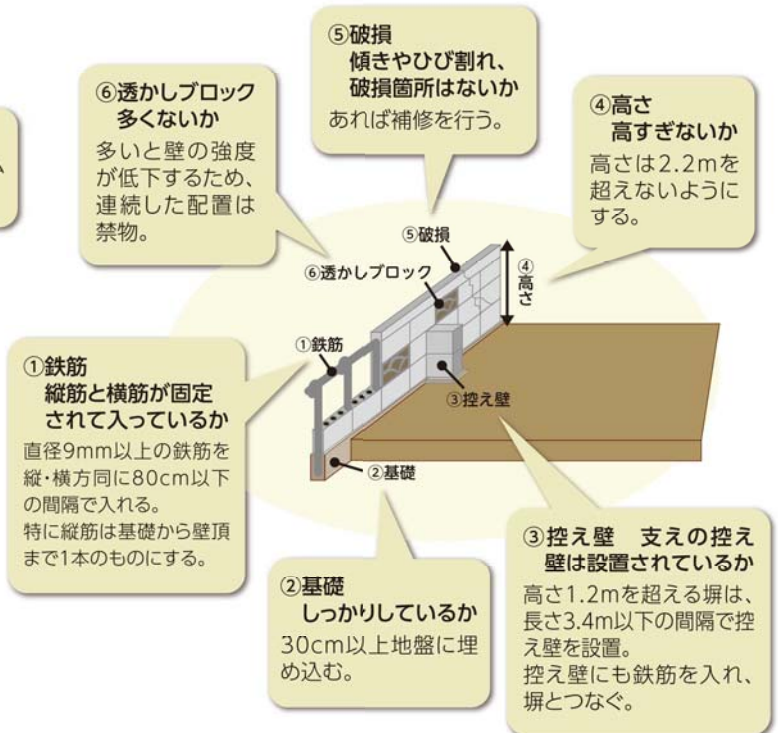 ⑤破損
傾きやひび割れ、
破損箇所はないか
あれば補修を行う。
⑥透かしブロック
多くないか
多いと壁の強度
が低下するため、
連続した配置は
禁物。
④高さ
高すぎないか
高さは2.2mを
超えないように
する。
⑤破損
⑥透かしブロック
④高さ
①鉄筋
③控え壁
②基礎
①鉄筋
縦筋と横筋が固定
されて入っているか
直径9mm以上の鉄筋を
縦・横方同に80cm以下
の間隔で入れる。
特に縦筋は基礎から壁頂
まで1本のものにする。
②基礎
しっかりしているか
30cm以上地盤に埋
め込む。
③控え壁 支えの控え
壁は設置されているか
高さ1.2mを超える塀は、
長さ3.4m以下の間隔で控
え壁を設置。
控え壁にも鉄筋を入れ、
塀とつなぐ。